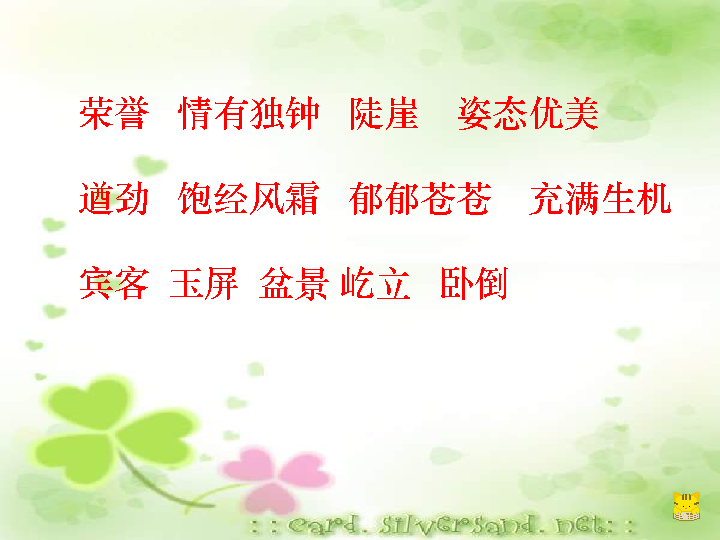 荣誉 情有独钟 陡崖 姿态优美
遒劲 饱经风霜 郁郁苍苍 充满生机
宾客 玉屏 盆景 屹立 卧倒
::card.silversand.net::